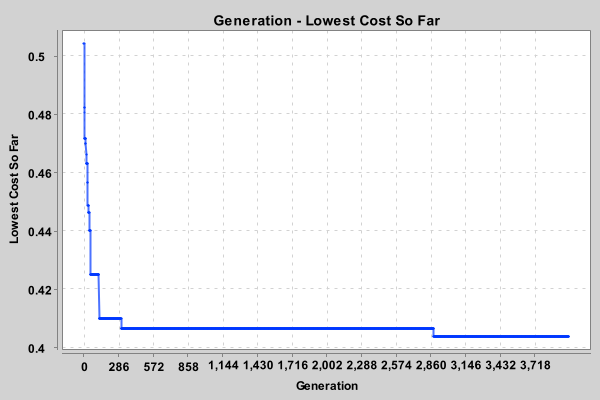 Generation - Lowest Cost So Far
0.5
0.48
0.46
0.44
0.42
0.4
Lowest Cost So Far
0 286 572 858 1,144 1,430 1,716 2,002 2,288 2,574 2,860 3,146 3,432 3,718
Generation